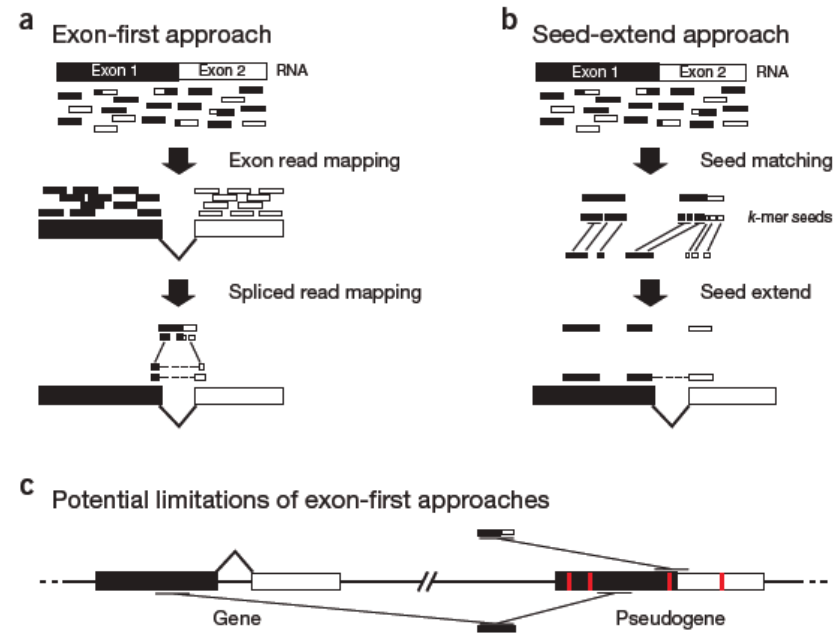 a
Exon-first approach
Exon 1 Exon 2 RNA
Exon read mapping
Spliced read mapping
b
Seed-extend approach
Exon 1 Exon 2 RNA
Seed matching
k-mer seeds
Seed extend
c
Potential limitations of exon-first approaches
Gene
Pseudogene